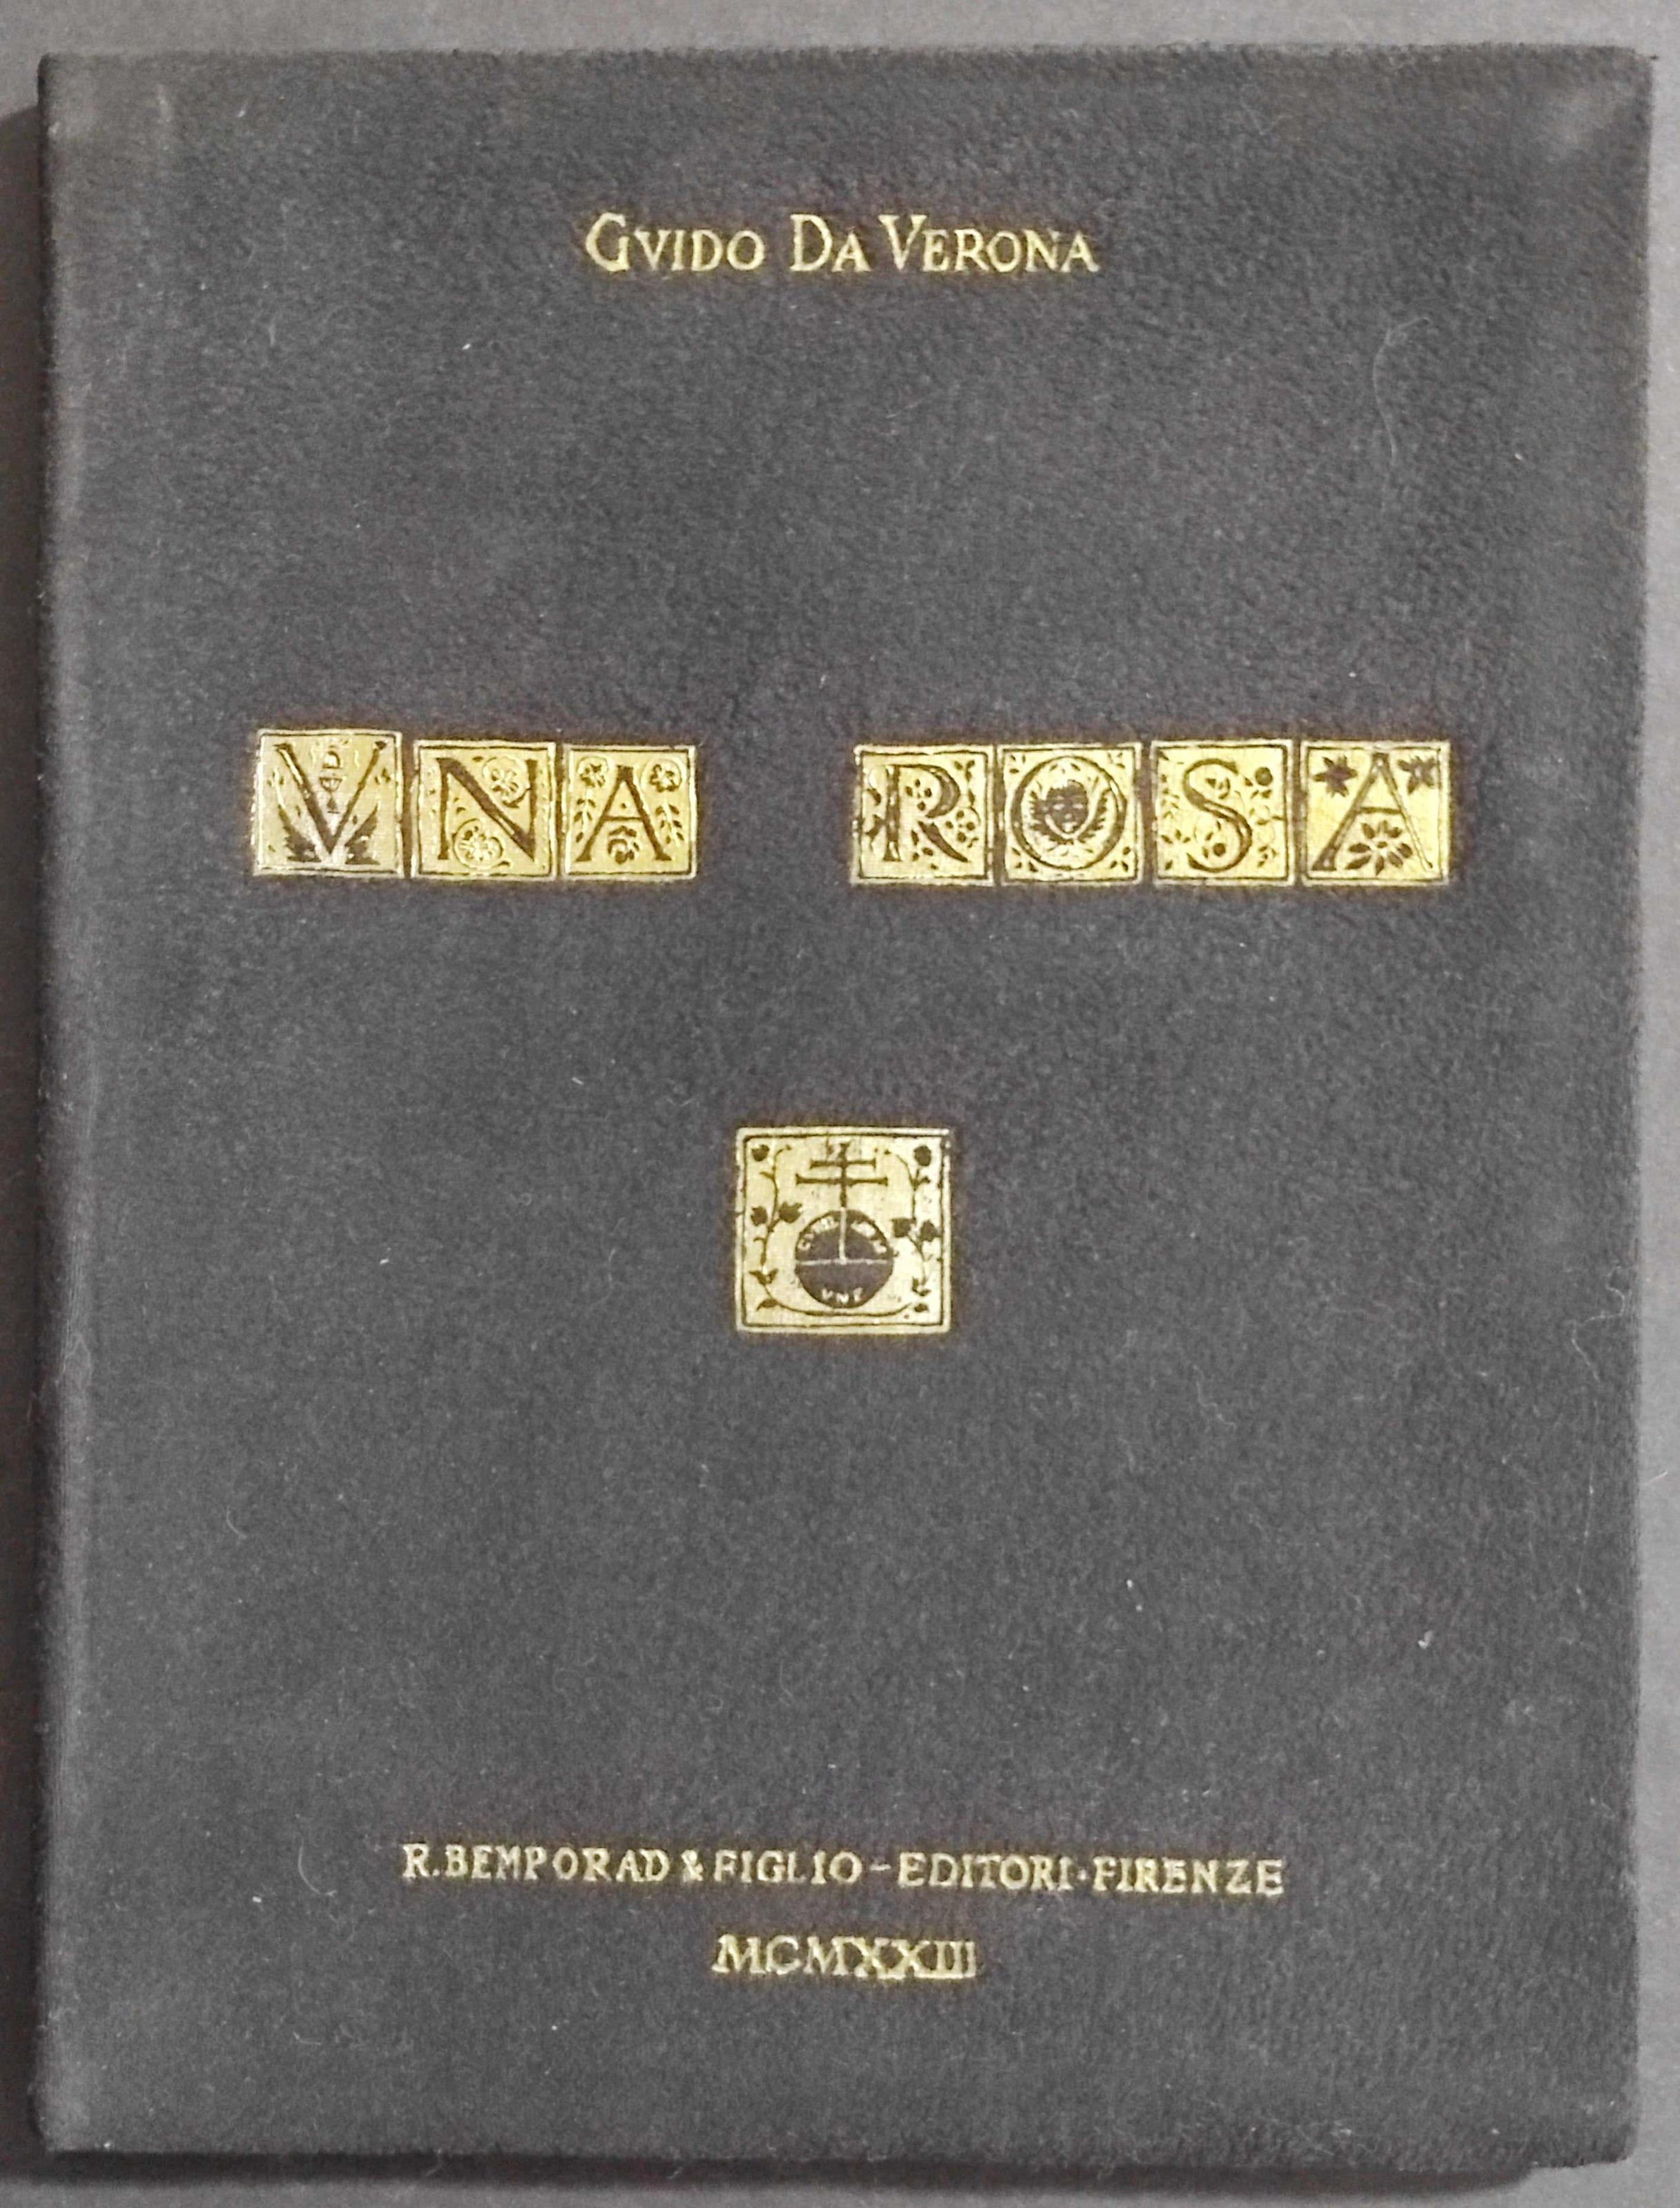 GVIDO DA VERONA
VNA ROSA
R. BEMPORAD & FIGLIO - EDITORI · FIRENZE
MCMXXIII